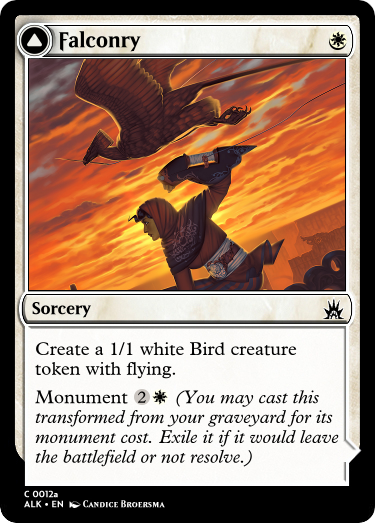 Falconry
Sorcery
Create a 1/1 white Bird creature
token with flying.
Monument 2 (You may cast this
transformed from your graveyard for its
monument cost. Exile it if it would leave
the battlefield or not resolve.)
C 0012a
ALK • EN Candice Broersma